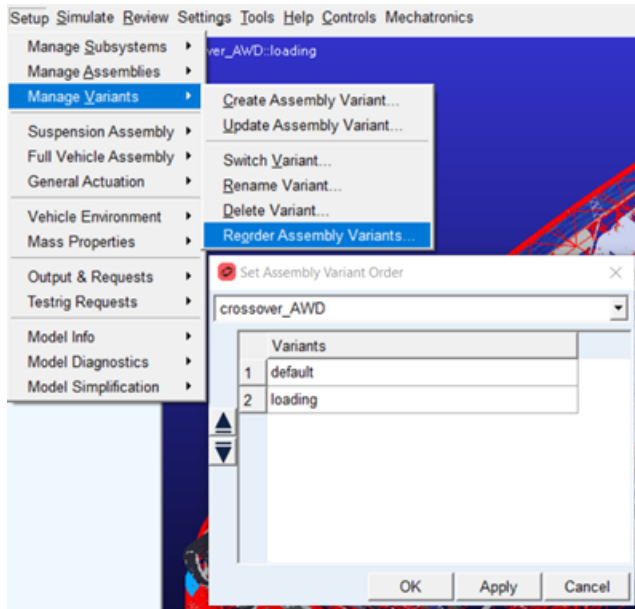 Setup Simulate Review Settings Tools Help Controls Mechatronics
ver_AWD::loading
Manage Subsystems
Manage Assemblies
Manage Variants
Suspension Assembly
Full Vehicle Assembly
General Actuation
Vehicle Environment
Mass Properties
Output & Requests
Testrig Requests
Model Info
Model Diagnostics
Model Simplification
Create Assembly Variant...
Update Assembly Variant...
Switch Variant...
Rename Variant...
Delete Variant...
Reorder Assembly Variants...
Set Assembly Variant Order
crossover_AWD
Variants
1 default
2 loading
OK Apply Cancel